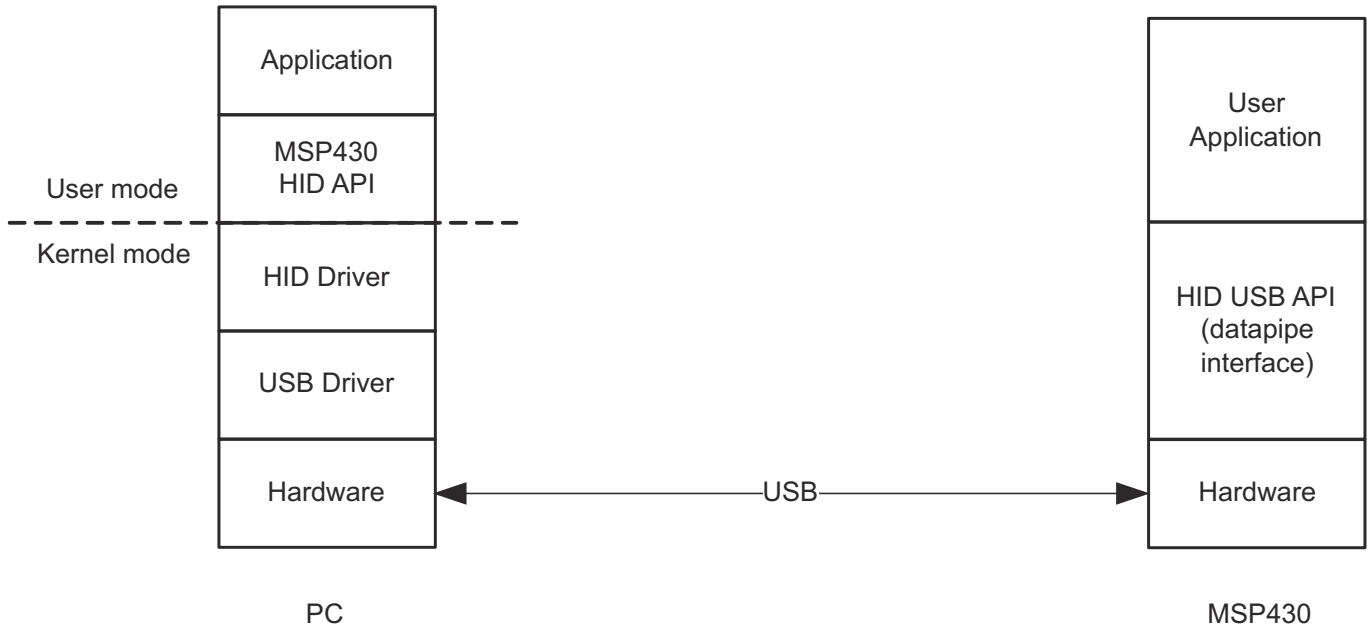 Application
MSP430
HID API
User mode
Kernel mode
HID Driver
USB Driver
Hardware
USB
User
Application
HID USB API
(datapipe
interface)
Hardware
PC
MSP430